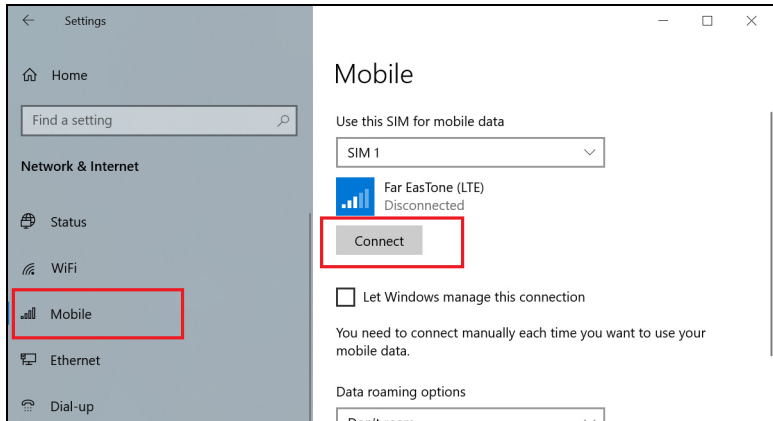 Settings
Home
Find a setting
Network & Internet
Status
WiFi
Mobile
Ethernet
Dial-up
Mobile
Use this SIM for mobile data
SIM 1
Far EasTone (LTE)
Disconnected
Connect
Let Windows manage this connection
You need to connect manually each time you want to use your
mobile data.
Data roaming options